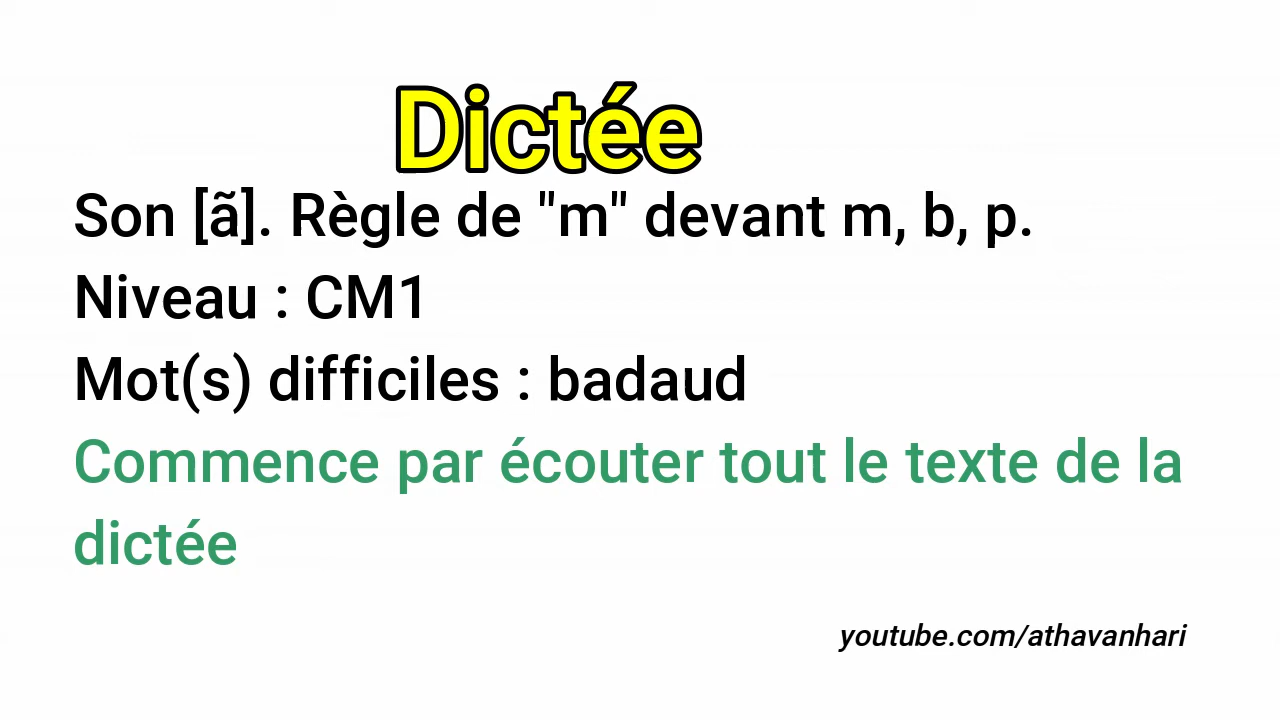 Dictée
Son [ã]. Règle de "m" devant m, b, p.
Niveau : CM1
Mot(s) difficiles : badaud
Commence par écouter tout le texte de la
dictée
youtube.com/athavanhari